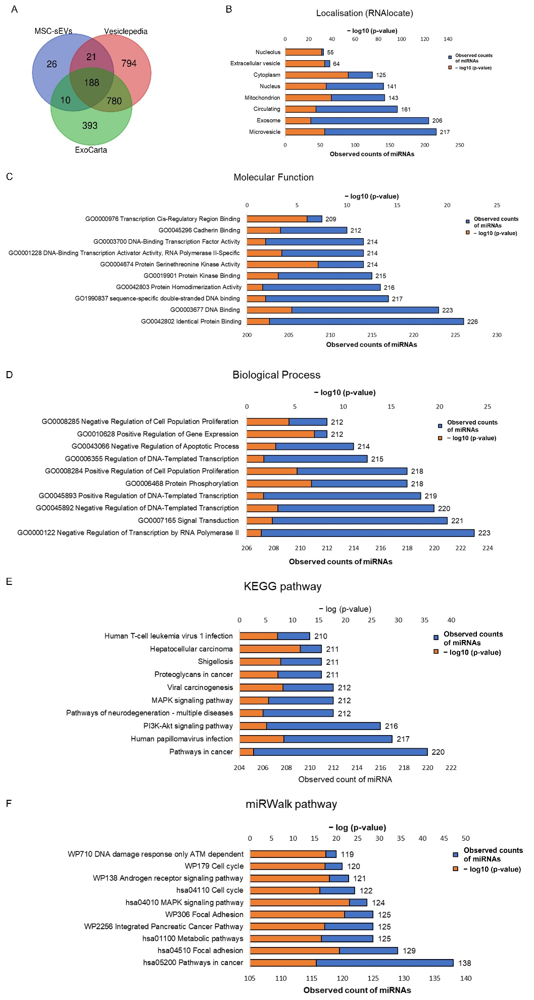 A
MSC-sEVs
Vesiclepedia
26
21
794
188
10
780
393
ExoCarta
B
Localisation (RNAlocate)
− log10 (p-value)
0 20 40 60 80 100 120 140
Nucleolus 55
Extracellular vesicle 64
Cytoplasm 125
Nucleus 141
Mitochondrion 143
Circulating 161
Exosome 206
Microvesicle 217
0 50 100 150 200 250
Observed counts of miRNAs
Observed counts
of miRNAs
− log10 (p-value)
C
Molecular Function
− log10 (p-value)
0 5 10 15 20 25
GO0000976 Transcription Cis-Regulatory Region Binding 209
GO0045296 Cadherin Binding 212
GO0003700 DNA-Binding Transcription Factor Activity 214
GO0001228 DNA-Binding Transcription Activator Activity, RNA Polymerase II-Specific 214
GO0004674 Protein Serinethreonine Kinase Activity 214
GO0019901 Protein Kinase Binding 215
GO0042803 Protein Homodimerization Activity 216
GO1990837 sequence-specific double-stranded DNA binding 217
GO0003677 DNA Binding 223
GO0042802 Identical Protein Binding 226
200 205 210 215 220 225 230
Observed counts of miRNAs
Observed counts
of miRNAs
− log10 (p-value)
D
Biological Process
− log10 (p-value)
0 5 10 15 20 25
GO0008285 Negative Regulation of Cell Population Proliferation 212
GO0010628 Positive Regulation of Gene Expression 212
GO0043066 Negative Regulation of Apoptotic Process 214
GO0006355 Regulation of DNA-Templated Transcription 215
GO0008284 Positive Regulation of Cell Population Proliferation 218
GO0006468 Protein Phosphorylation 218
GO0045893 Positive Regulation of DNA-Templated Transcription 219
GO0045892 Negative Regulation of DNA-Templated Transcription 220
GO0007165 Signal Transduction 221
GO0000122 Negative Regulation of Transcription by RNA Polymerase II 223
206 208 210 212 214 216 218 220 222 224
Observed counts of miRNAs
Observed counts
of miRNAs
− log10 (p-value)
E
KEGG pathway
− log (p-value)
0 5 10 15 20 25 30 35 40
Human T-cell leukemia virus 1 infection 210
Hepatocellular carcinoma 211
Shigellosis 211
Proteoglycans in cancer 211
Viral carcinogenesis 212
MAPK signaling pathway 212
Pathways of neurodegeneration - multiple diseases 212
PI3K-Akt signaling pathway 216
Human papillomavirus infection 217
Pathways in cancer 220
204 206 208 210 212 214 216 218 220 222
Observed count of miRNA
Observed counts
of miRNAs
− log10 (p-value)
F
miRWalk pathway
− log (p-value)
0 5 10 15 20 25 30 35 40 45 50
WP710 DNA damage response only ATM dependent 119
WP179 Cell cycle 120
WP138 Androgen receptor signaling pathway 121
hsa04110 Cell cycle 122
hsa04010 MAPK signaling pathway 124
WP306 Focal Adhesion 125
WP2256 Integrated Pancreatic Cancer Pathway 125
hsa01100 Metabolic pathways 125
hsa04510 Focal adhesion 129
hsa05200 Pathways in cancer 138
105 110 115 120 125 130 135 140
Observed count of miRNAs
Observed counts
of miRNAs
− log10 (p-value)